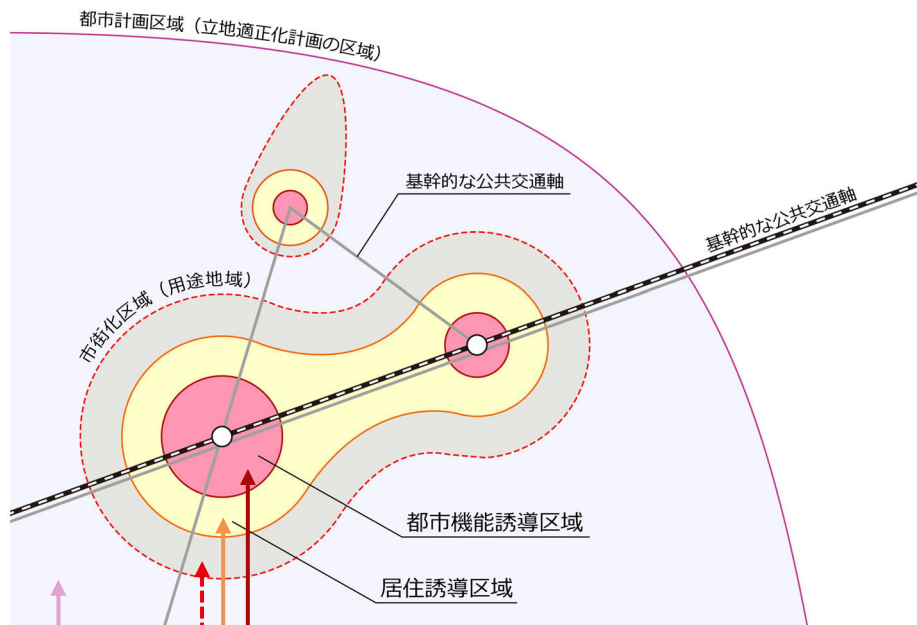 都市計画区域（立地適正化計画の区域）
基幹的な公共交通軸
基幹的な公共交通軸
市街化区域（用途地域）
都市機能誘導区域
居住誘導区域